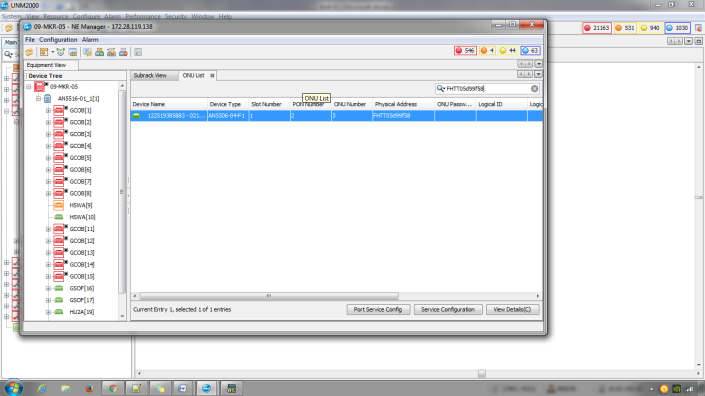 UNM2000
System View Resource Configuration Alarm Performance Security Window Help
21163 531 940 1030
Main
09-MKR-05 - NE Manager - 172.28.119.138
File Configuration Alarm
546 4 44 63
Equipment View
Device Tree
09-MKR-05
AN5516-01_1[1]
GCOB[1]
GCOB[2]
GCOB[3]
GCOB[4]
GCOB[5]
GCOB[6]
GCOB[7]
GCOB[8]
HSWA[9]
HSWA[10]
GCOB[11]
GCOB[12]
GCOB[13]
GCOB[14]
GCOB[15]
GSOF[16]
GSOF[17]
HU2A[19]
Subrack View ONU List
FHTT05d99f58
ONU List
Device Name Device Type Slot Number PON Number ONU Number Physical Address ONU Passw... Logical ID Logic
122519385883 - 021... AN5506-04-F1 1 2 3 FHTT05d99f58
Current Entry 1, selected 1 of 1 entries
Port Service Config Service Configuration View Details(C)